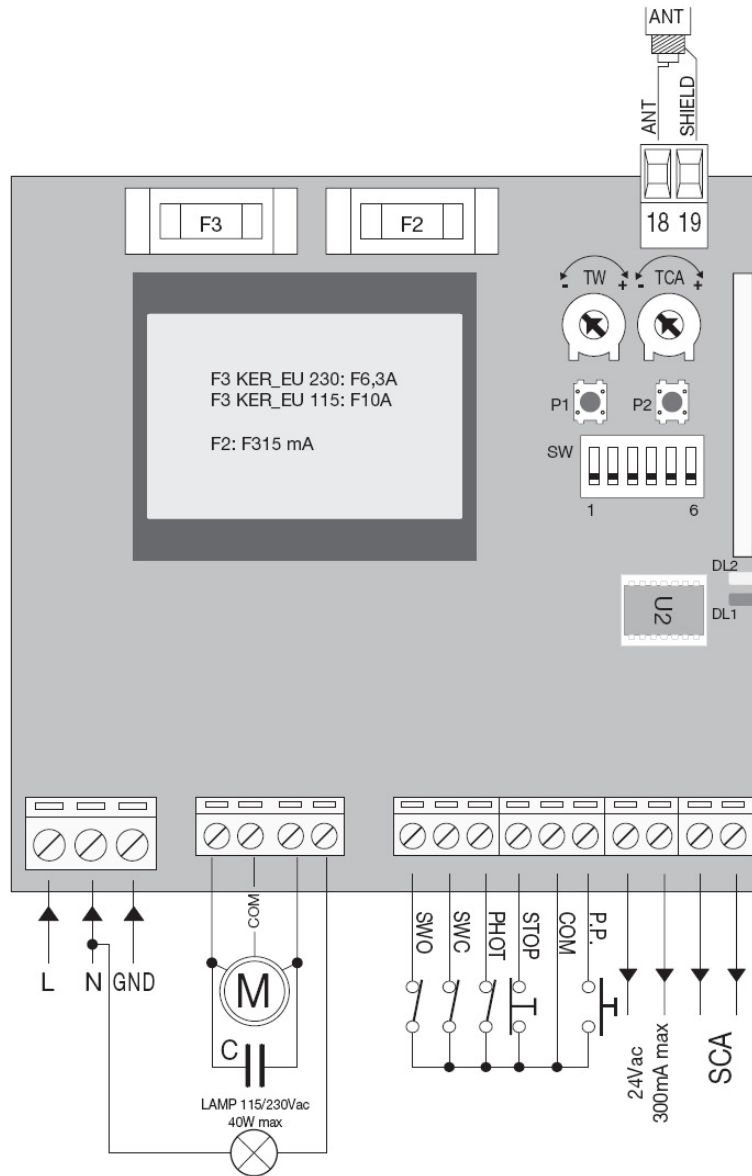 ANT
ANT
SHIELD
18 19
F3
F2
- TW +
- TCA +
F3 KER_EU 230: F6,3A
F3 KER_EU 115: F10A
F2: F315 mA
P1
P2
SW
1
6
DL2
DL1
U2
L
N
GND
COM
M
C
LAMP 115/230Vac
40W max
SWO
SWC
PHOT
STOP
COM
P.P.
24Vac
300mA max
SCA